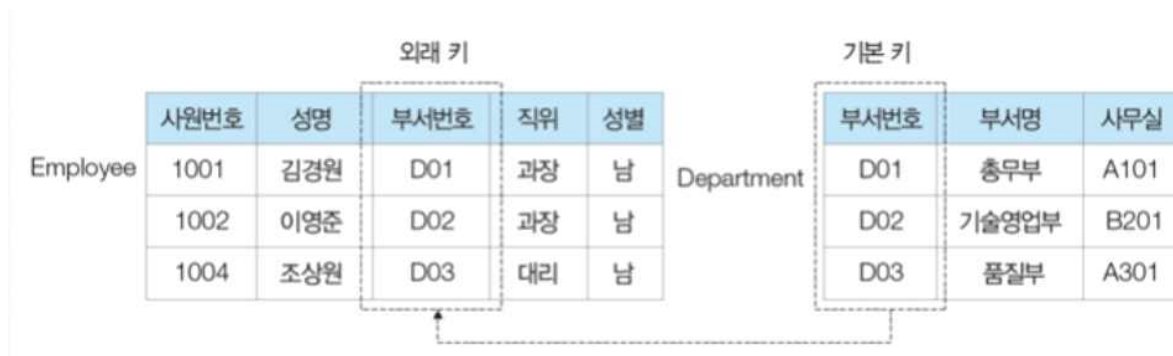 외래 키 기본 키
사원번호 성명 부서번호 직위 성별 부서번호 부서명 사무실
Employee 1001 김경원 D01 과장 남 Department D01 총무부 A101
1002 이영준 D02 과장 남 D02 기술영업부 B201
1004 조상원 D03 대리 남 D03 품질부 A301